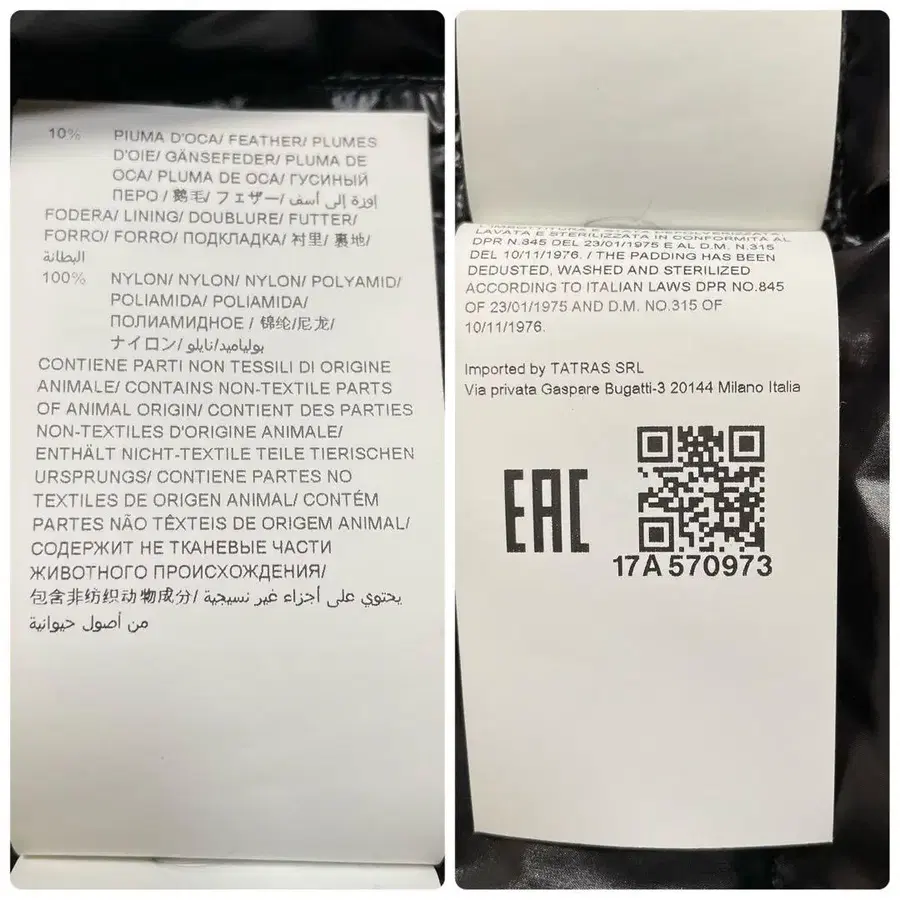 10% PIUMA D'OCA/ FEATHER/ PLUMES
D'OIE/ GÄNSEFEDER/ PLUMA DE
OCA/ PLUMA DE OCA/ ГУСИНЫЙ
ПЕРО / 鹅毛/ フェザー/ إوزة إلى أسف
FODERA/ LINING/ DOUBLURE/ FUTTER/
FORRO/ FORRO/ ПОДКЛАДКА/ 衬里/ 裏地/
البطانة
100% NYLON/ NYLON/ NYLON/ POLYAMID/
POLIAMIDA/ POLIAMIDA/
ПОЛИАМИДНОЕ / 锦纶/尼龙/
ナイロン/ بولياميد/نايلو
CONTIENE PARTI NON TESSILI DI ORIGINE
ANIMALE/ CONTAINS NON-TEXTILE PARTS
OF ANIMAL ORIGIN/ CONTIENT DES PARTIES
NON-TEXTILES D'ORIGINE ANIMALE/
ENTHÄLT NICHT-TEXTILE TEILE TIERISCHEN
URSPRUNGS/ CONTIENE PARTES NO
TEXTILES DE ORIGEN ANIMAL/ CONTÉM
PARTES NÃO TÊXTEIS DE ORIGEM ANIMAL/
СОДЕРЖИТ НЕ ТКАНЕВЫЕ ЧАСТИ
ЖИВОТНОГО ПРОИСХОЖДЕНИЯ/
包含非纺织动物成分/ يحتوي على أجزاء غير نسيجية
من أصول حيوانية
L'IMBOTTITURA E STATA DEPOLVERIZZATA,
LAVATA E STERILIZZATA IN CONFORMITÀ AL
DPR N.845 DEL 23/01/1975 E AL D.M. N.315
DEL 10/11/1976. / THE PADDING HAS BEEN
DEDUSTED, WASHED AND STERILIZED
ACCORDING TO ITALIAN LAWS DPR NO.845
OF 23/01/1975 AND D.M. NO.315 OF
10/11/1976.
Imported by TATRAS SRL
Via privata Gaspare Bugatti-3 20144 Milano Italia
EAC
17A 570973